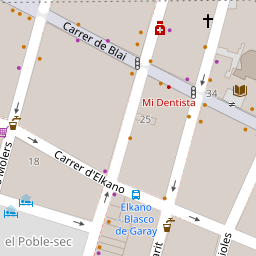 Carrer de Blai
Mi Dentista
34
25
18
Carrer d'Elkano
Elkano
Blasco
de Garay
el Poble-sec